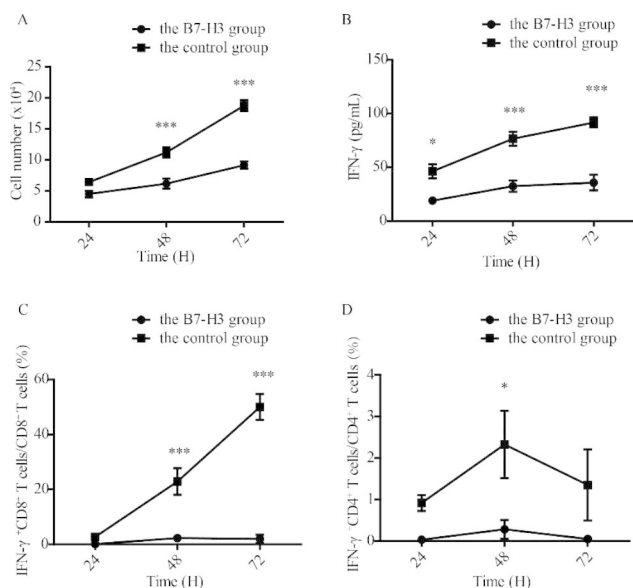 A
the B7-H3 group
the control group
Cell number (x10⁴)
25
20
15
10
5
0
***
***
24
48
72
Time (H)
B
the B7-H3 group
the control group
IFN-γ (pg/mL)
150
100
50
0
*
***
***
24
48
72
Time (H)
C
the B7-H3 group
the control group
IFN-γ ⁺CD8⁻ T cells/CD8⁻ T cells (%)
60
40
20
0
***
***
24
48
72
Time (H)
D
the B7-H3 group
the control group
IFN-γ ⁻CD4⁺ T cells/CD4⁺ T cells (%)
4
3
2
1
0
*
24
48
72
Time (H)